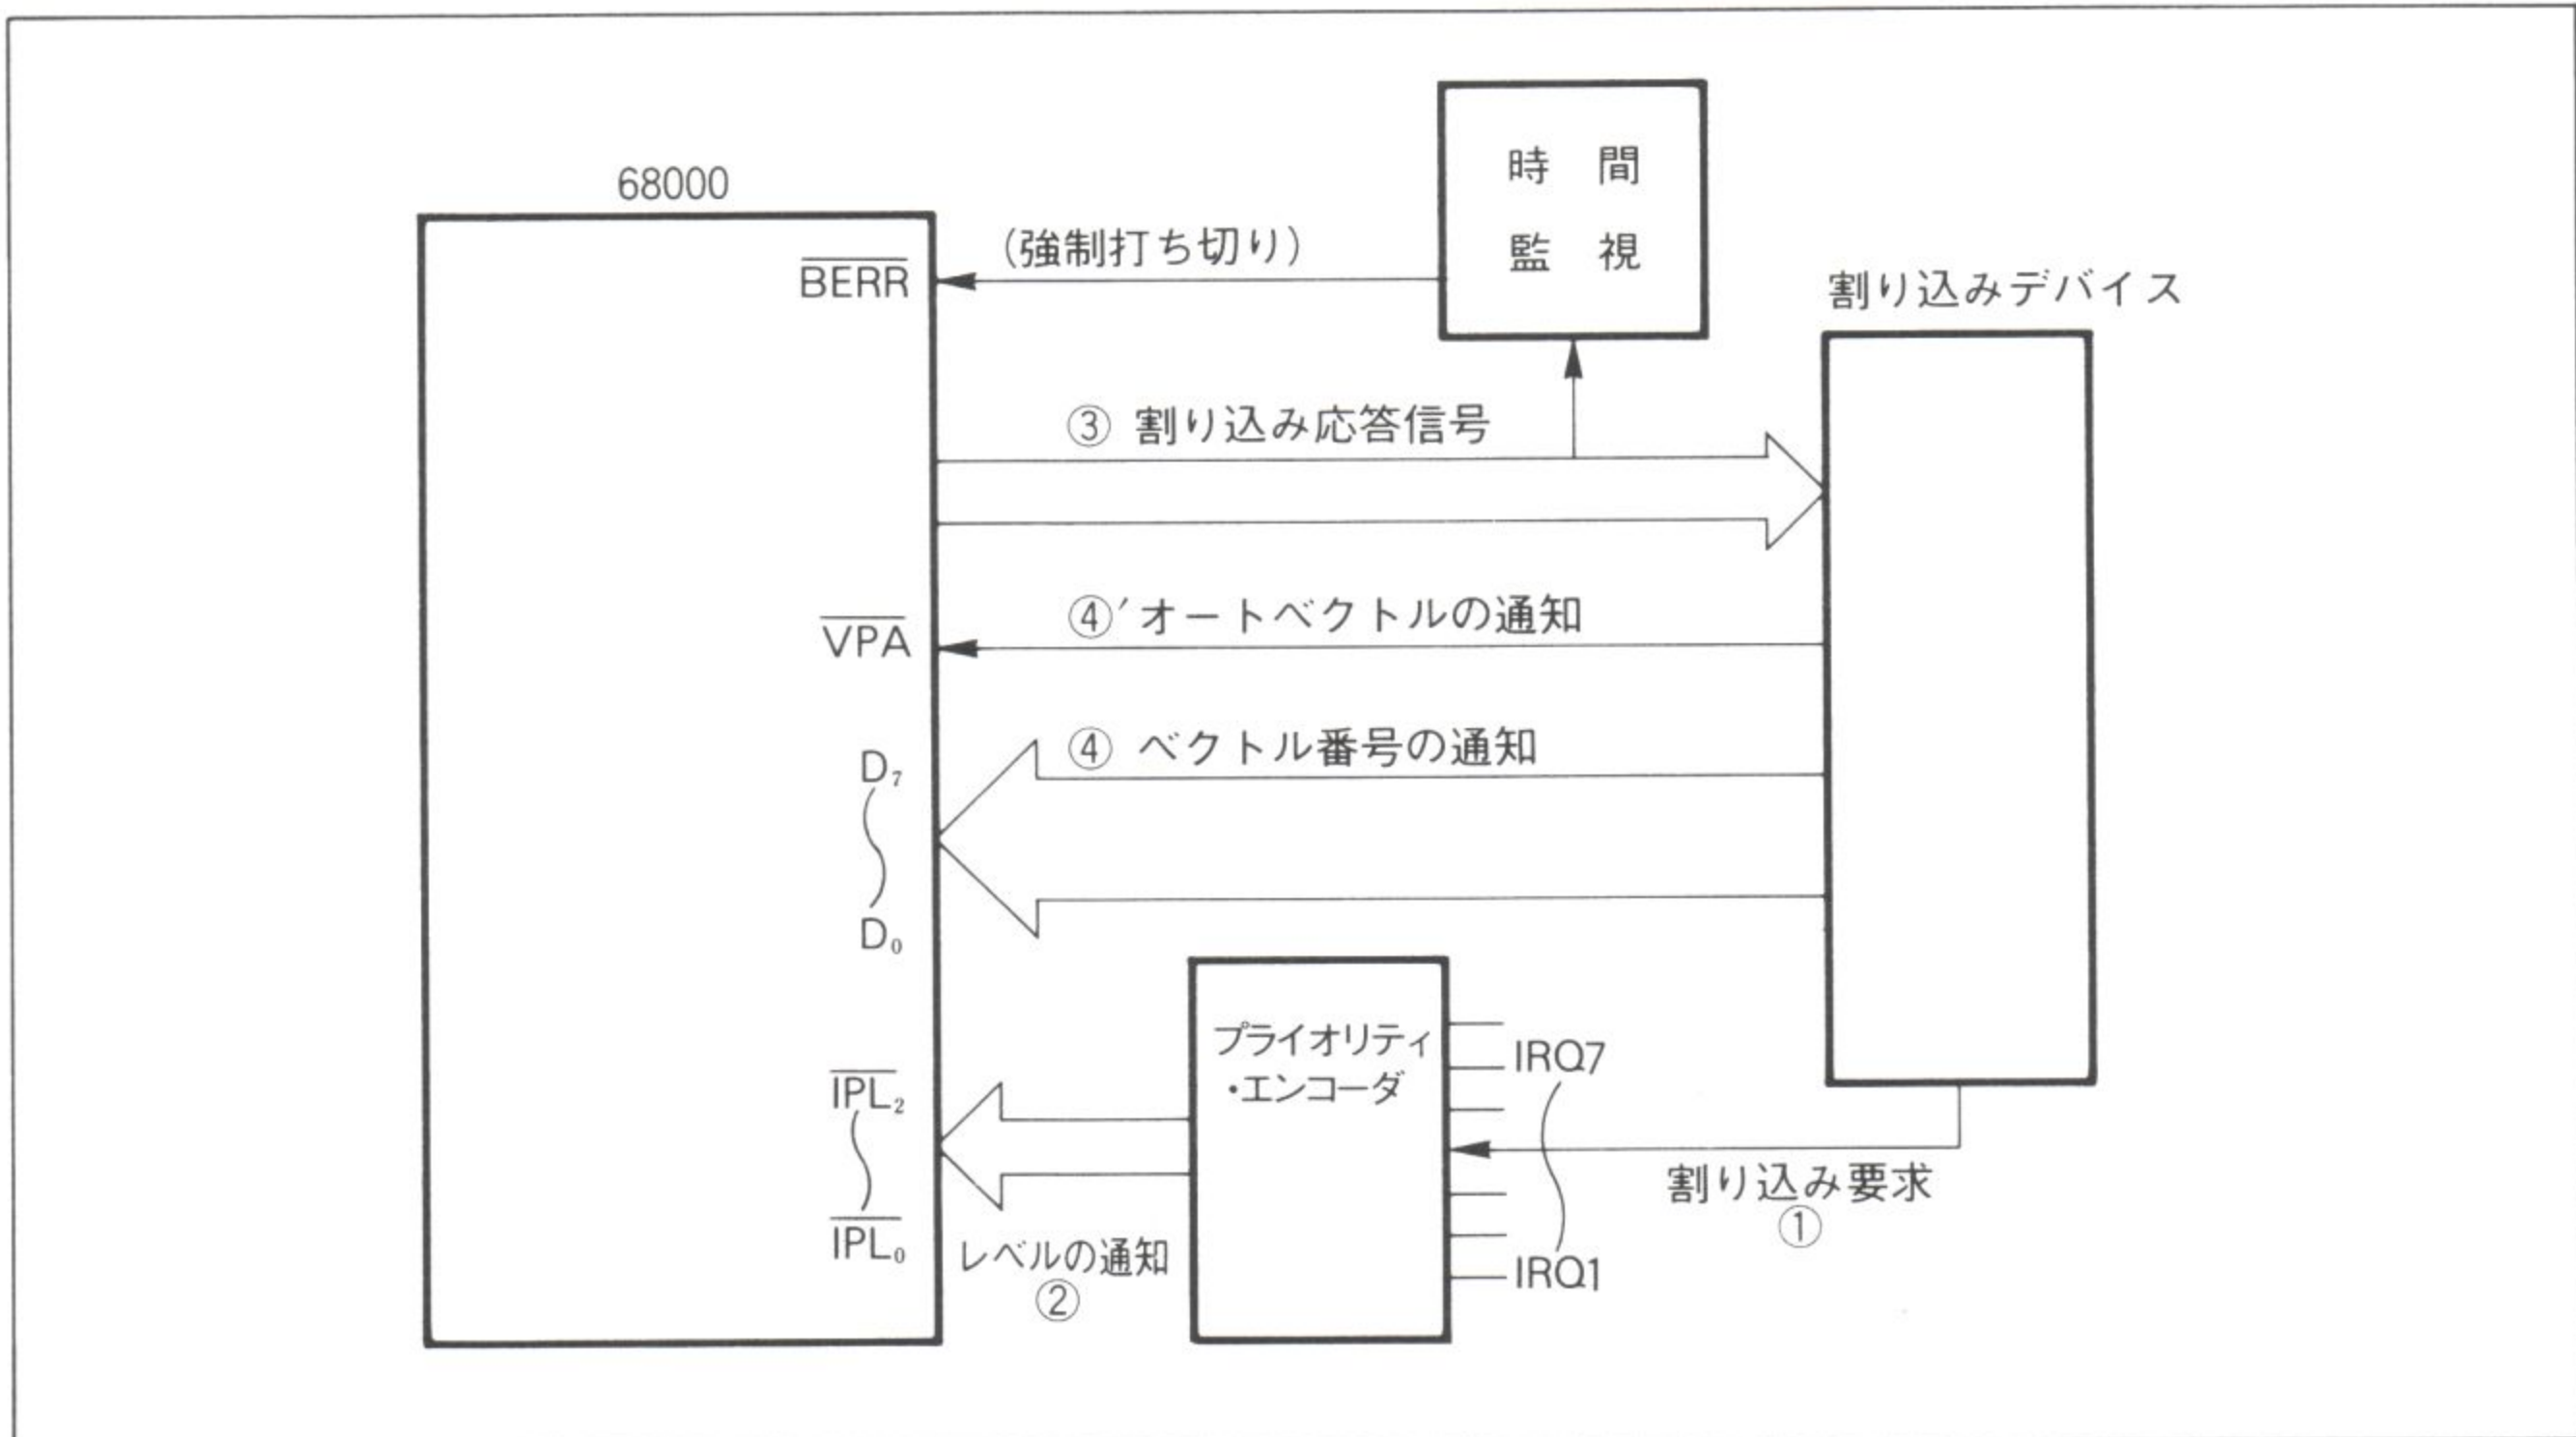 68000
時間
監視
(強制打ち切り)
B̅E̅R̅R̅
割り込みデバイス
③ 割り込み応答信号
④′オートベクトルの通知
V̅P̅A̅
④ ベクトル番号の通知
D₇
D₀
プライオリティ
・エンコーダ
IRQ7
I̅P̅L̅₂
割り込み要求
①
I̅P̅L̅₀
レベルの通知
②
IRQ1